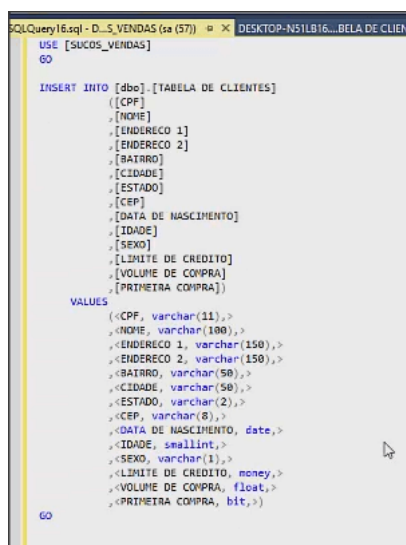 SQLQuery16.sql - D...S_VENDAS (sa (57)) DESKTOP-N51LB16....BELA DE CLIEN
USE [SUCOS_VENDAS]
GO
INSERT INTO [dbo].[TABELA DE CLIENTES]
([CPF]
,[NOME]
,[ENDERECO 1]
,[ENDERECO 2]
,[BAIRRO]
,[CIDADE]
,[ESTADO]
,[CEP]
,[DATA DE NASCIMENTO]
,[IDADE]
,[SEXO]
,[LIMITE DE CREDITO]
,[VOLUME DE COMPRA]
,[PRIMEIRA COMPRA])
VALUES
(<CPF, varchar(11),>
,<NOME, varchar(100),>
,<ENDERECO 1, varchar(150),>
,<ENDERECO 2, varchar(150),>
,<BAIRRO, varchar(50),>
,<CIDADE, varchar(50),>
,<ESTADO, varchar(2),>
,<CEP, varchar(8),>
,<DATA DE NASCIMENTO, date,>
,<IDADE, smallint,>
,<SEXO, varchar(1),>
,<LIMITE DE CREDITO, money,>
,<VOLUME DE COMPRA, float,>
,<PRIMEIRA COMPRA, bit,>)
GO